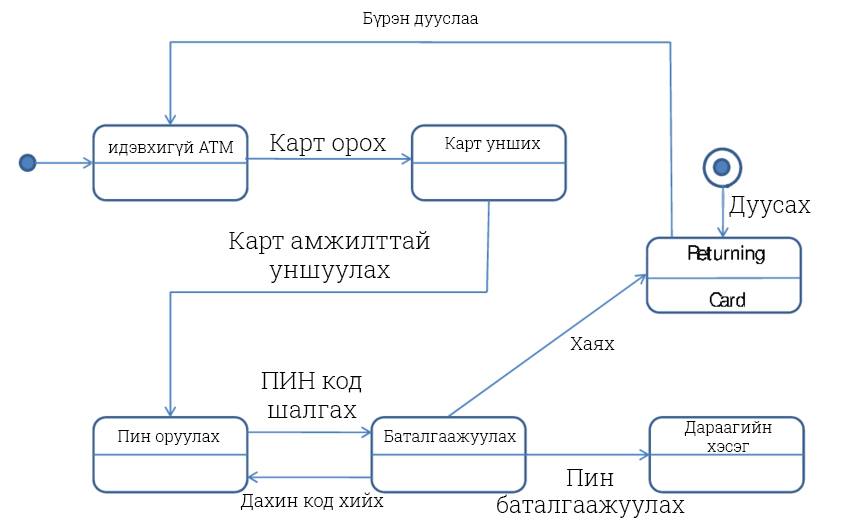 Бүрэн дууслаа
идэвхигүй АТМ
Карт орох
Карт унших
Дуусах
Карт амжилттай
уншуулах
Returning
Card
Хаях
ПИН код
шалгах
Пин оруулах
Баталгаажуулах
Дараагийн
хэсэг
Дахин код хийх
Пин
баталгаажуулах